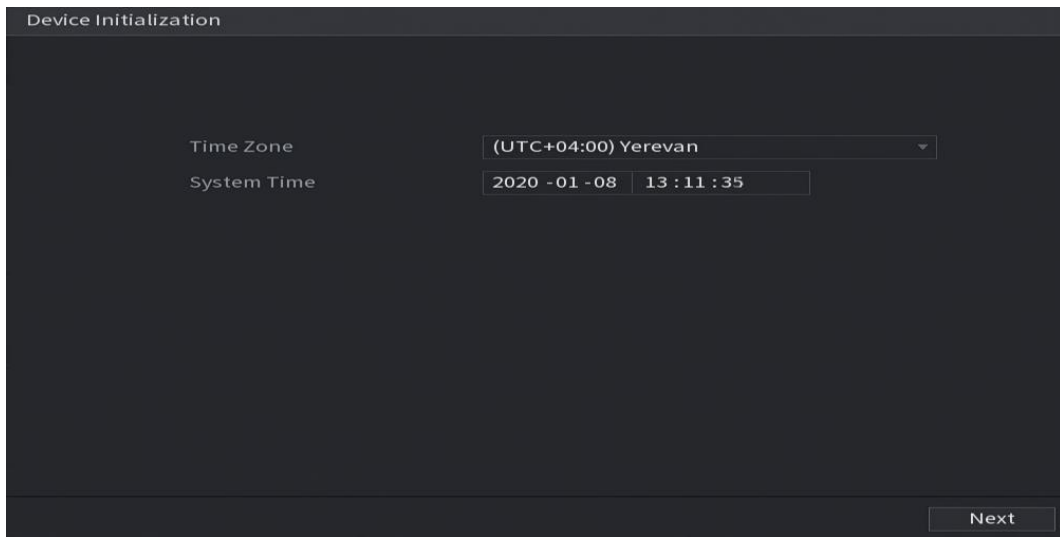 Device Initialization
Time Zone (UTC+04:00) Yerevan
System Time 2020 -01 -08 13 : 11 : 35
Next